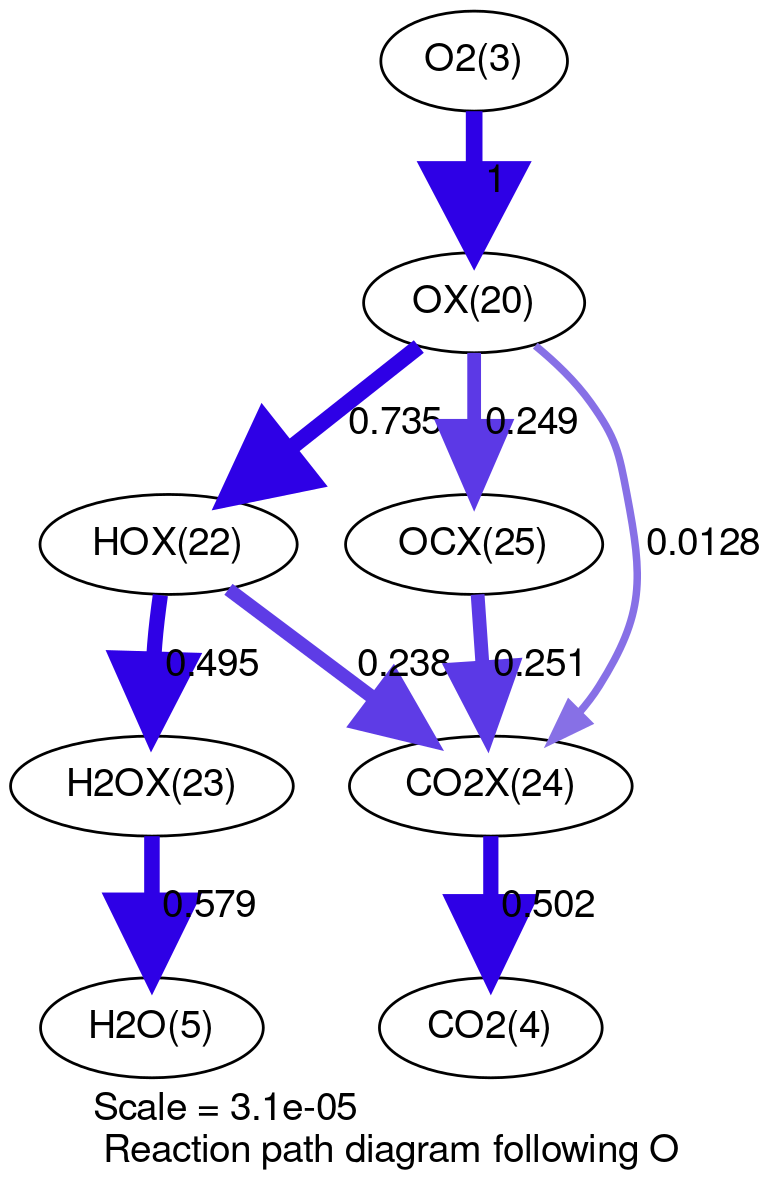 O2(3)
1
OX(20)
0.735
0.249
HOX(22)
OCX(25)
0.0128
0.495
0.238
0.251
H2OX(23)
CO2X(24)
0.579
0.502
H2O(5)
CO2(4)
Scale = 3.1e-05
Reaction path diagram following O